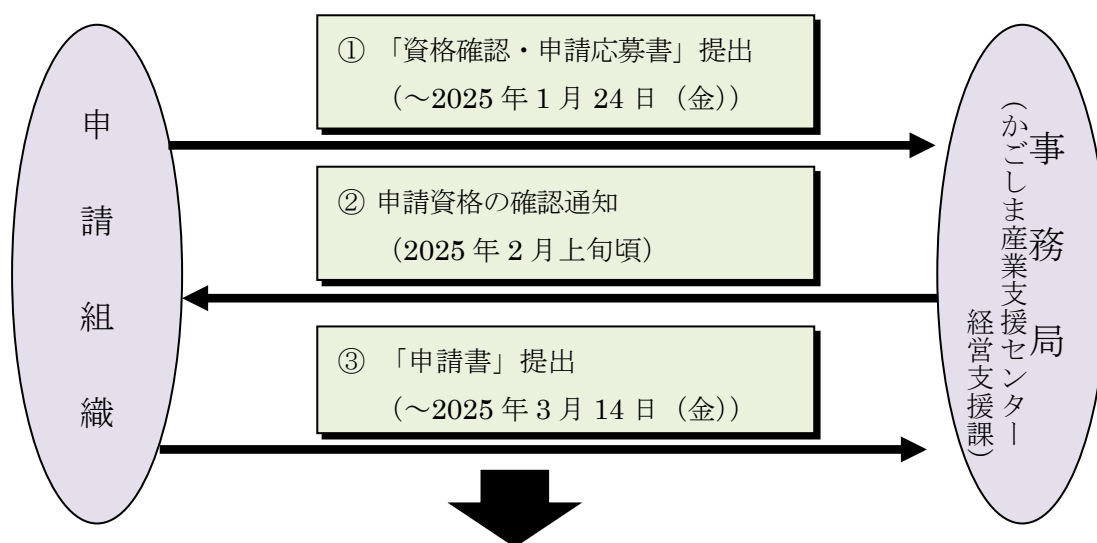 申請組織
① 「資格確認・申請応募書」提出
（～2025 年 1 月 24 日（金））
② 申請資格の確認通知
（2025 年 2 月上旬頃）
③ 「申請書」提出
（～2025 年 3 月 14 日（金））
事務局
（かごしま産業支援センター
経営支援課）